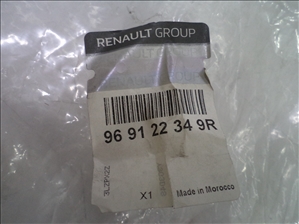 RENAULT GROUP
96 91 22 34 9R
X1
Made in Morocco